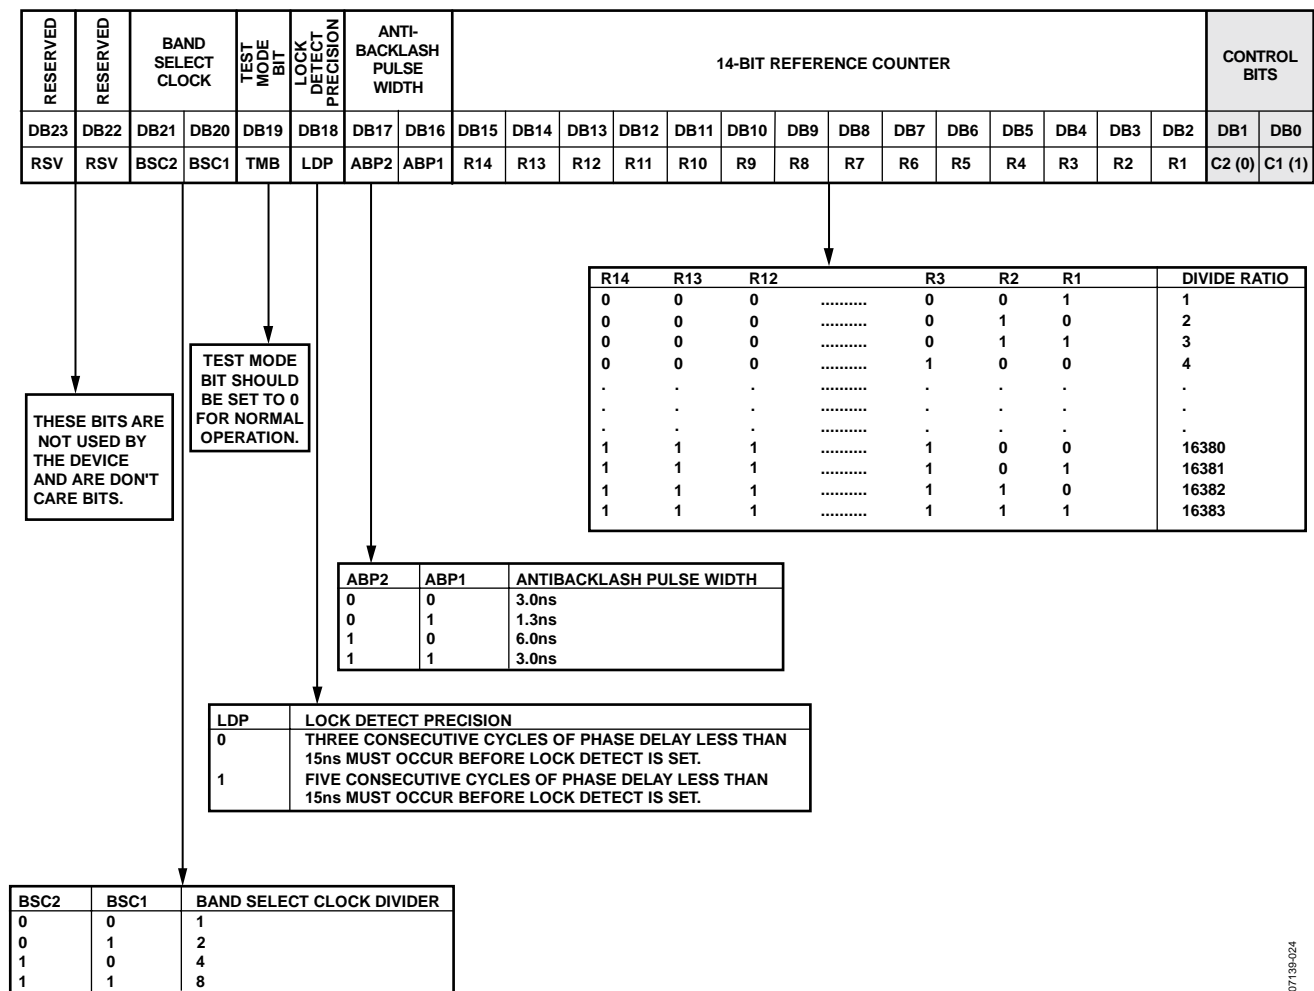 RESERVED RESERVED BAND SELECT CLOCK TEST MODE BIT LOCK DETECT PRECISION ANTI-BACKLASH PULSE WIDTH 14-BIT REFERENCE COUNTER CONTROL BITS
DB23 DB22 DB21 DB20 DB19 DB18 DB17 DB16 DB15 DB14 DB13 DB12 DB11 DB10 DB9 DB8 DB7 DB6 DB5 DB4 DB3 DB2 DB1 DB0
RSV RSV BSC2 BSC1 TMB LDP ABP2 ABP1 R14 R13 R12 R11 R10 R9 R8 R7 R6 R5 R4 R3 R2 R1 C2 (0) C1 (1)
R14 R13 R12 R3 R2 R1 DIVIDE RATIO
0 0 0 .......... 0 0 1 1
0 0 0 .......... 0 1 0 2
0 0 0 .......... 0 1 1 3
0 0 0 .......... 1 0 0 4
. . . .......... . . . .
. . . .......... . . . .
. . . .......... . . . .
1 1 1 .......... 1 0 0 16380
1 1 1 .......... 1 0 1 16381
1 1 1 .......... 1 1 0 16382
1 1 1 .......... 1 1 1 16383
TEST MODE
BIT SHOULD
BE SET TO 0
FOR NORMAL
OPERATION.
THESE BITS ARE
NOT USED BY
THE DEVICE
AND ARE DON'T
CARE BITS.
ABP2 ABP1 ANTIBACKLASH PULSE WIDTH
0 0 3.0ns
0 1 1.3ns
1 0 6.0ns
1 1 3.0ns
LDP LOCK DETECT PRECISION
0 THREE CONSECUTIVE CYCLES OF PHASE DELAY LESS THAN
15ns MUST OCCUR BEFORE LOCK DETECT IS SET.
1 FIVE CONSECUTIVE CYCLES OF PHASE DELAY LESS THAN
15ns MUST OCCUR BEFORE LOCK DETECT IS SET.
BSC2 BSC1 BAND SELECT CLOCK DIVIDER
0 0 1
0 1 2
1 0 4
1 1 8
07139-024